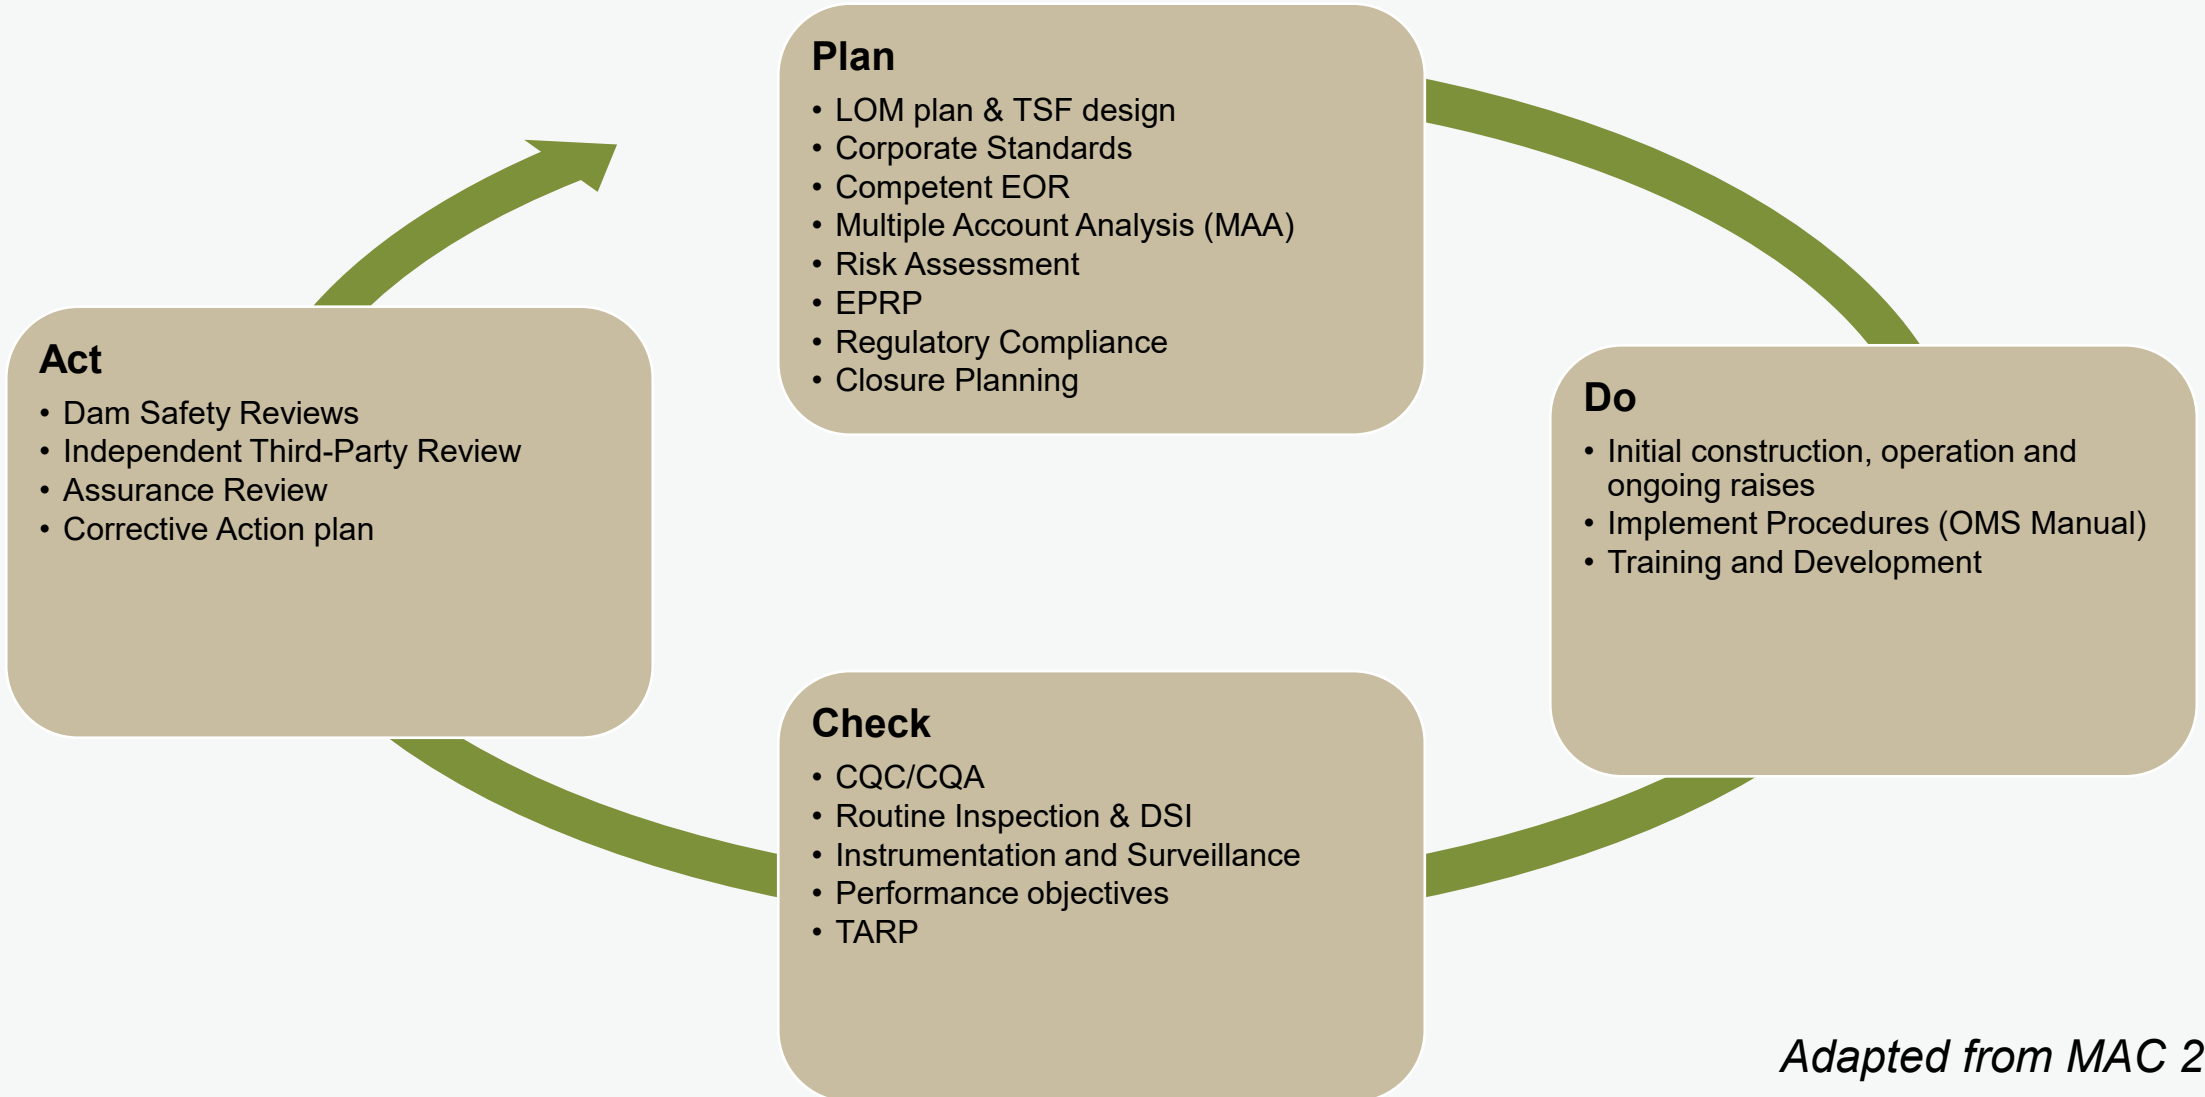 Plan
• LOM plan & TSF design
• Corporate Standards
• Competent EOR
• Multiple Account Analysis (MAA)
• Risk Assessment
• EPRP
• Regulatory Compliance
• Closure Planning
Do
• Initial construction, operation and
ongoing raises
• Implement Procedures (OMS Manual)
• Training and Development
Check
• CQC/CQA
• Routine Inspection & DSI
• Instrumentation and Surveillance
• Performance objectives
• TARP
Act
• Dam Safety Reviews
• Independent Third-Party Review
• Assurance Review
• Corrective Action plan
Adapted from MAC 2